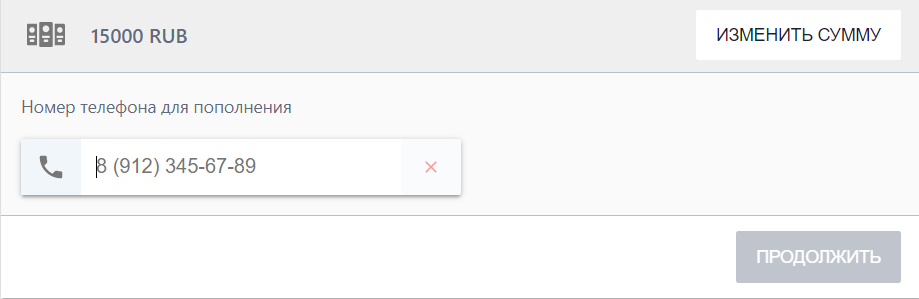 15000 RUB
ИЗМЕНИТЬ СУММУ
Номер телефона для пополнения
8 (912) 345-67-89
ПРОДОЛЖИТЬ